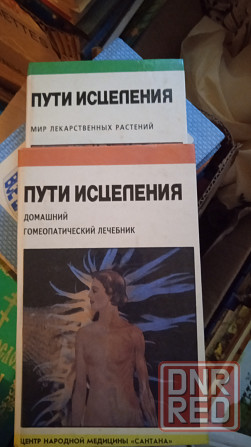 ПУТИ ИСЦЕЛЕНИЯ
МИР ЛЕКАРСТВЕННЫХ РАСТЕНИЙ
ПУТИ ИСЦЕЛЕНИЯ
ДОМАШНИЙ
ГОМЕОПАТИЧЕСКИЙ ЛЕЧЕБНИК
ЦЕНТР НАРОДНОЙ МЕДИЦИНЫ «САНТАНА»
DNR
RED